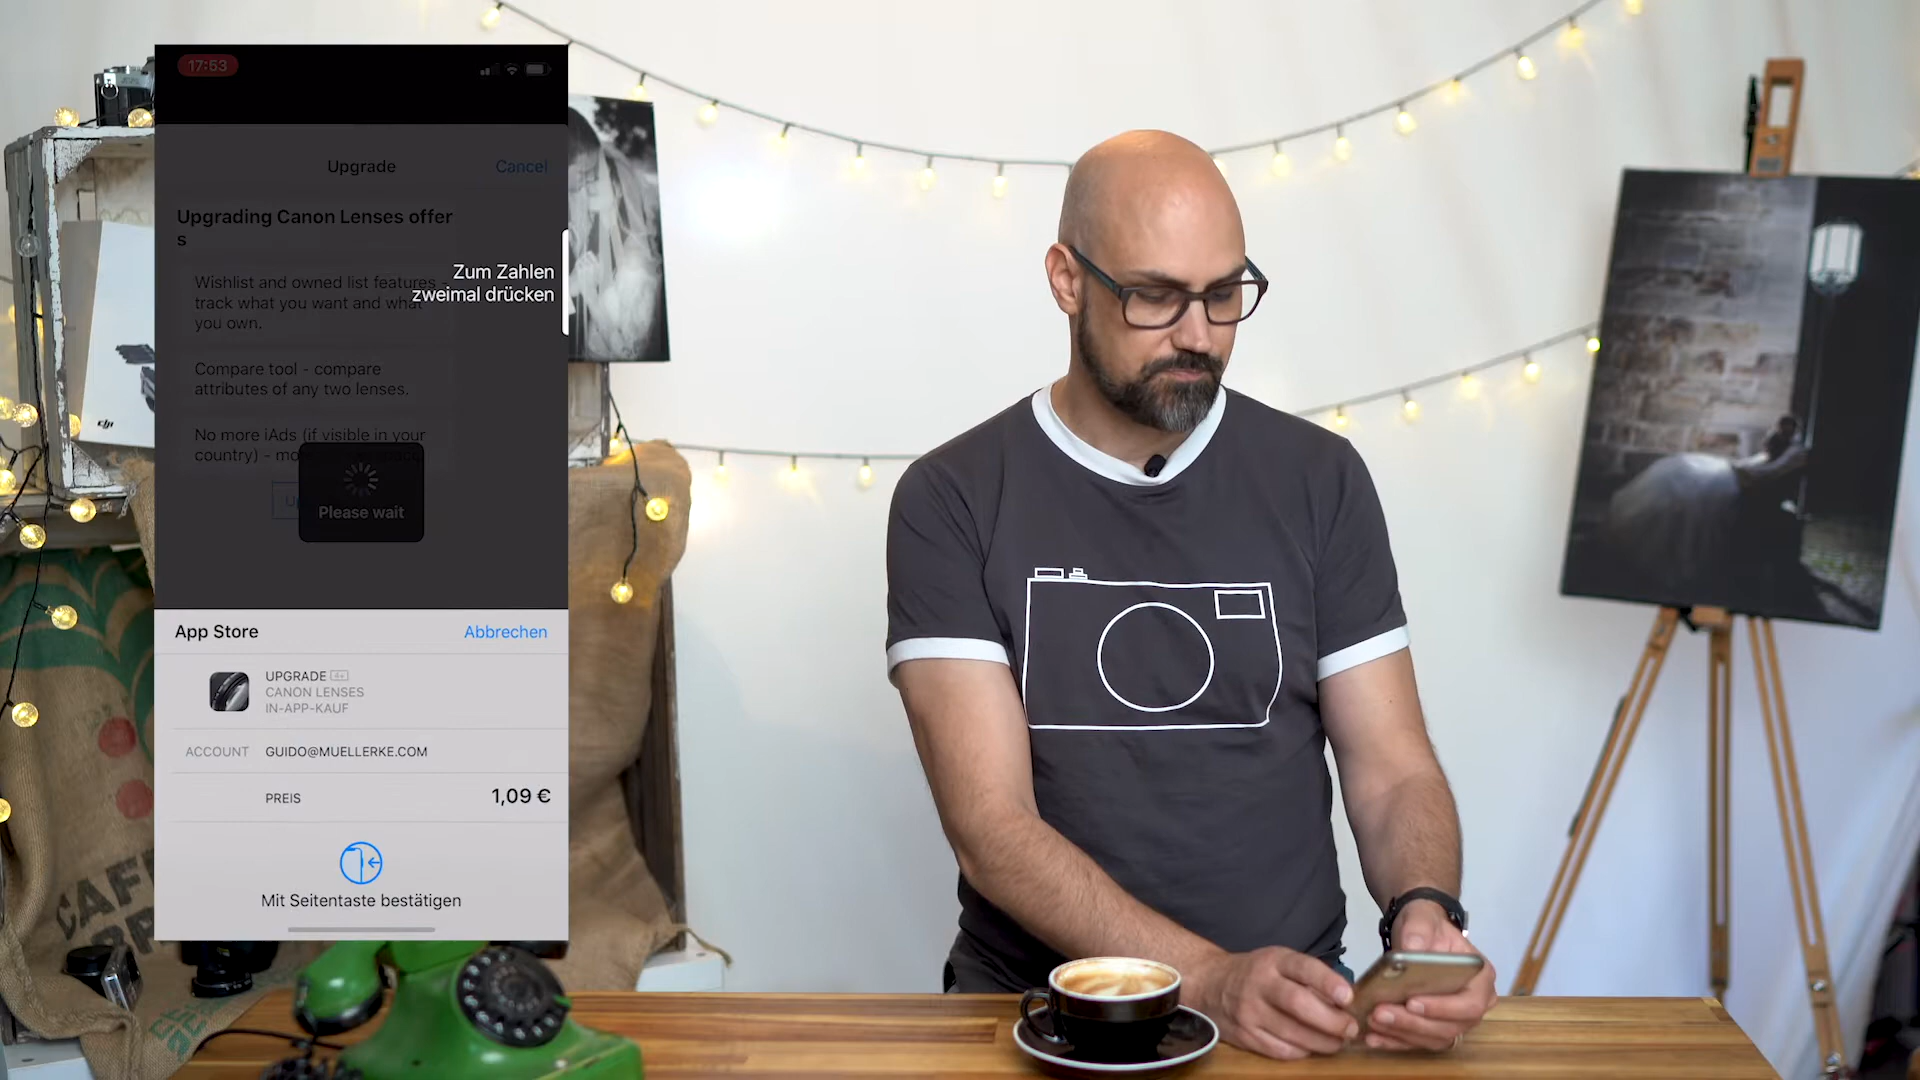 17:53
Upgrade
Cancel
Upgrading Canon Lenses offer
s
Wishlist and owned list features -
track what you want and what
you own.
Zum Zahlen
zweimal drücken
Compare tool - compare
attributes of any two lenses.
No more iAds (if visible in your
country) -
Please wait
App Store
Abbrechen
UPGRADE 4+
CANON LENSES
IN-APP-KAUF
ACCOUNT
GUIDO@MUELLERKE.COM
PREIS
1,09 €
Mit Seitentaste bestätigen
dji